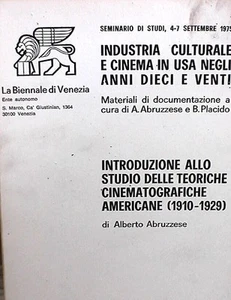 SEMINARIO DI STUDI, 4-7 SETTEMBRE 1975
INDUSTRIA CULTURALE
E CINEMA IN USA NEGLI
ANNI DIECI E VENTI
Materiali di documentazione a
cura di A. Abruzzese e B. Placido
La Biennale di Venezia
Ente autonomo
S. Marco, Ca' Giustinian, 1364
30100 Venezia
INTRODUZIONE ALLO
STUDIO DELLE TEORICHE
CINEMATOGRAFICHE
AMERICANE (1910-1929)
di Alberto Abruzzese